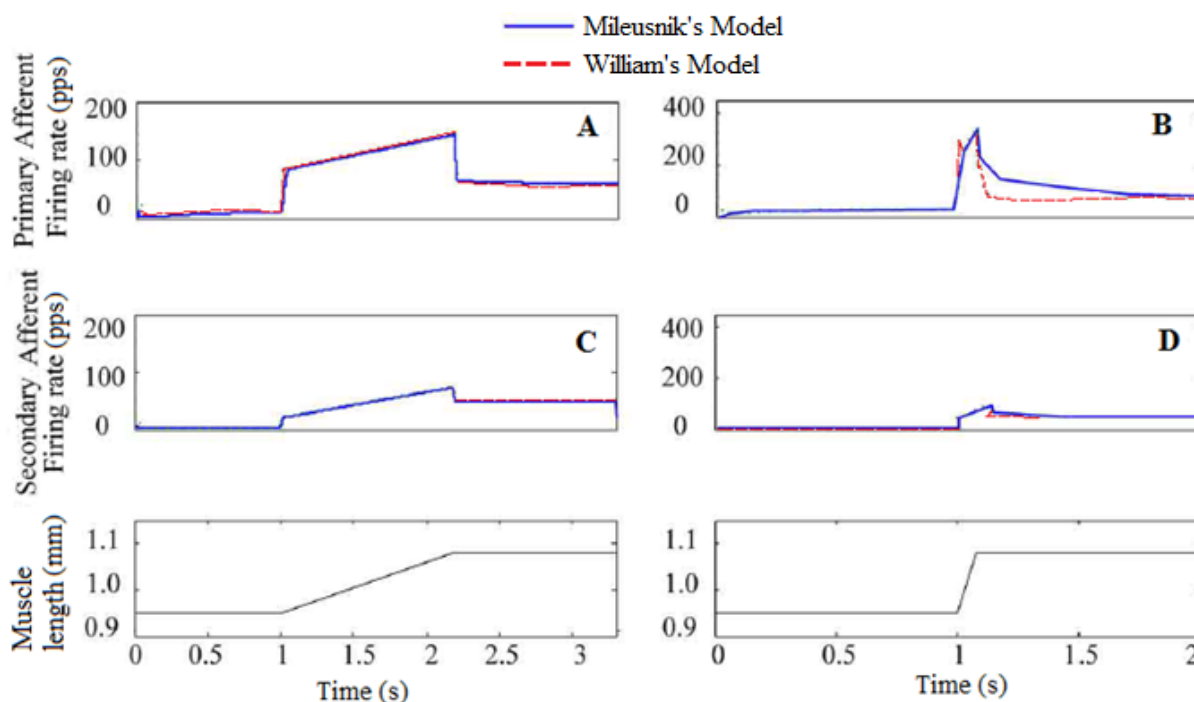 Mileusnik's Model
William's Model
Primary Afferent
Firing rate (pps)
200
100
0
A
400
200
0
B
Secondary Afferent
Firing rate (pps)
200
100
0
C
400
200
0
D
Muscle
length (mm)
1.1
1.0
0.9
0 0.5 1 1.5 2 2.5 3
Time (s)
1.1
1.0
0.9
0 1 1.5 2
Time (s)